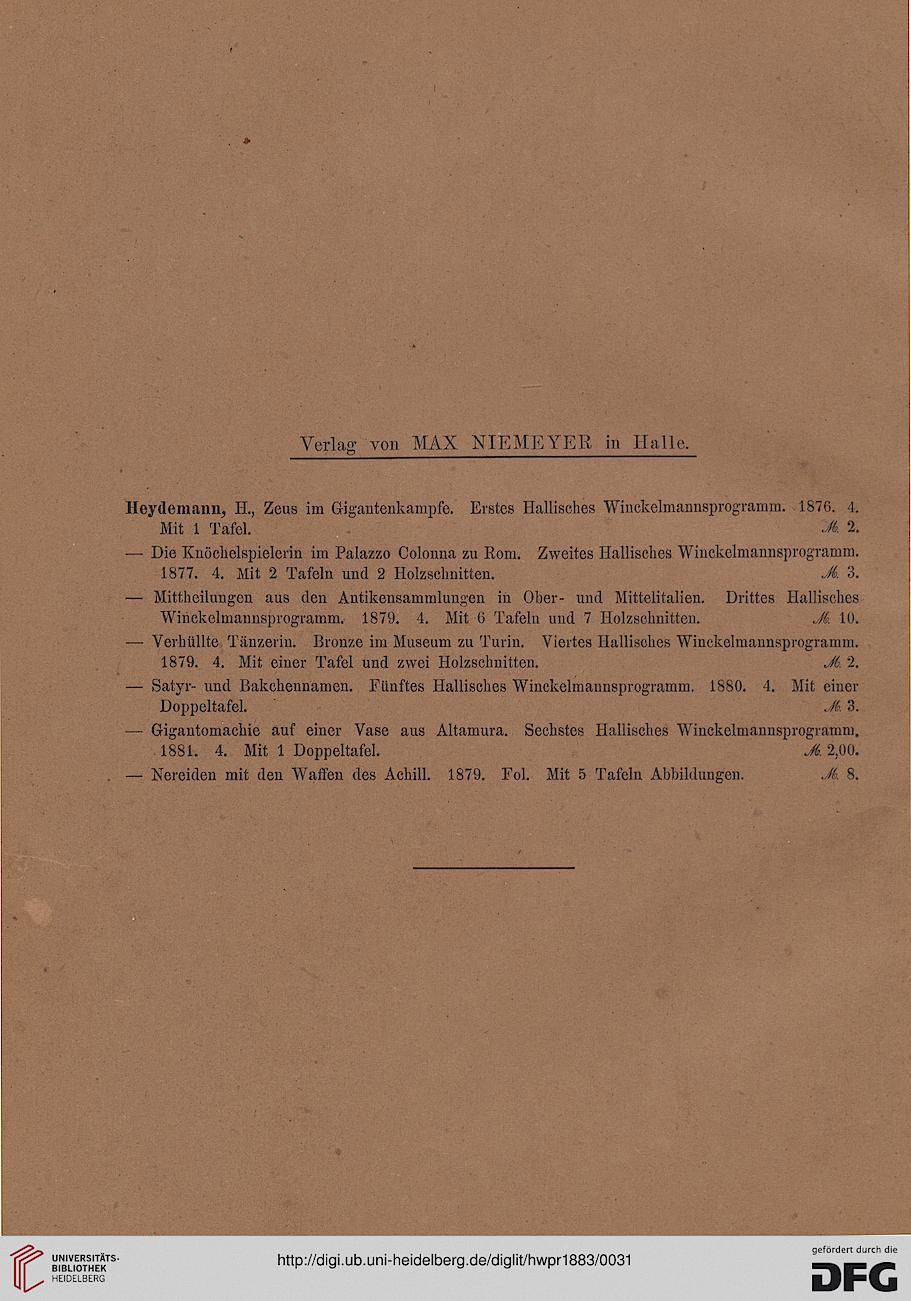 Verlag von MAX NIEMEYER in Halle.
Heydemann, H., Zeus im Gigantenkampfe. Erstes Hallisches Winckelmannsprogramm. 1876. 4.
Mit 1 Tafel. ℳ. 2.
— Die Knöchelspielerin im Palazzo Colonna zu Rom. Zweites Hallisches Winckelmannsprogramm.
1877. 4. Mit 2 Tafeln und 2 Holzschnitten. ℳ. 3.
— Mittheilungen aus den Antikensammlungen in Ober- und Mittelitalien. Drittes Hallisches
Winckelmannsprogramm. 1879. 4. Mit 6 Tafeln und 7 Holzschnitten. ℳ. 10.
— Verhüllte Tänzerin. Bronze im Museum zu Turin. Viertes Hallisches Winckelmannsprogramm.
1879. 4. Mit einer Tafel und zwei Holzschnitten. ℳ. 2.
— Satyr- und Bakchennamen. Fünftes Hallisches Winckelmannsprogramm. 1880. 4. Mit einer
Doppeltafel. ℳ. 3.
— Gigantomachie auf einer Vase aus Altamura. Sechstes Hallisches Winckelmannsprogramm.
1881. 4. Mit 1 Doppeltafel. ℳ. 2,00.
— Nereiden mit den Waffen des Achill. 1879. Fol. Mit 5 Tafeln Abbildungen. ℳ. 8.
UNIVERSITÄTS-
BIBLIOTHEK
HEIDELBERG
http://digi.ub.uni-heidelberg.de/diglit/hwpr1883/0031
gefördert durch die
DFG